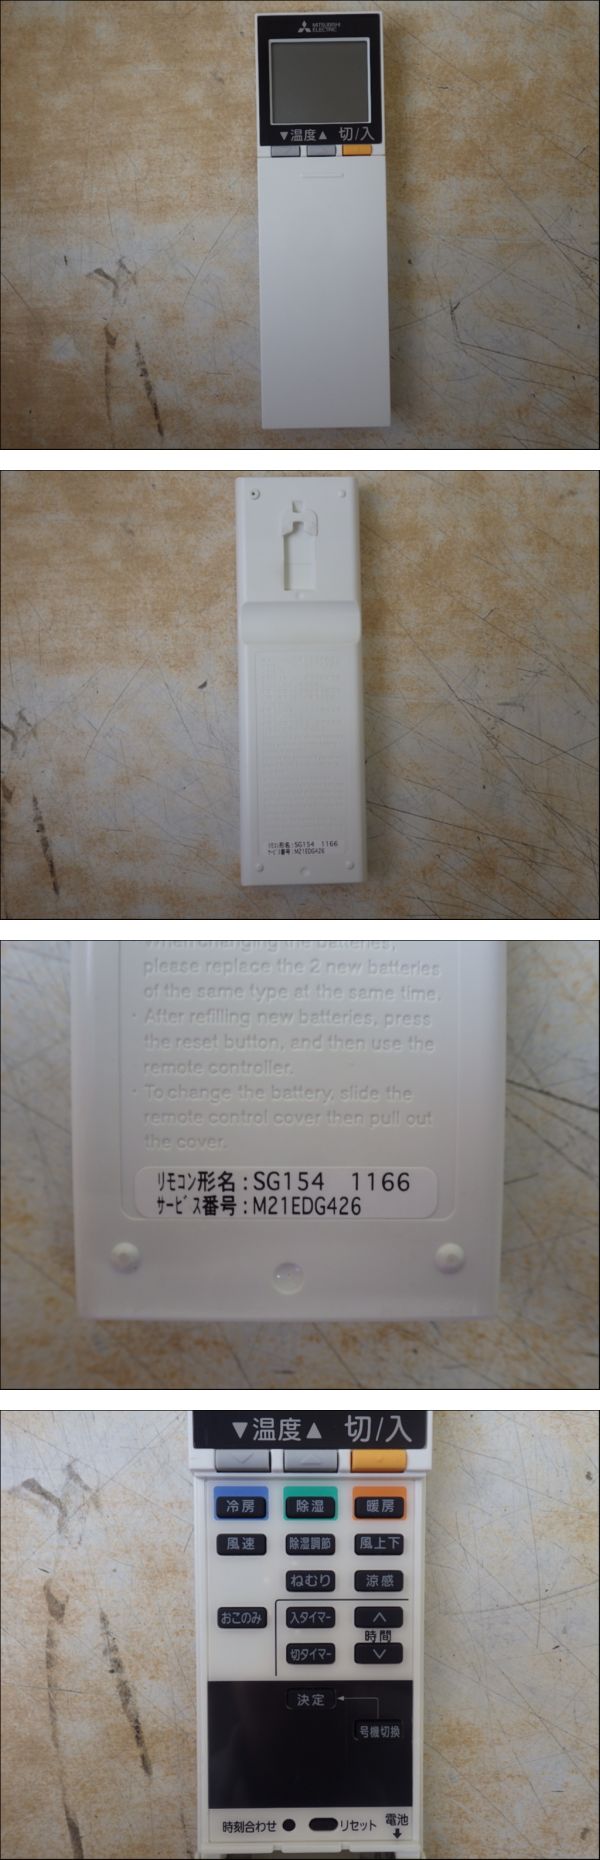 MITSUBISHI
ELECTRIC
▼温度▲ 切/入
リモコン形名:SG154 1166
サービス番号:M21EDG426
When changing the batteries,
please replace the 2 new batteries
of the same type at the same time.
· After refilling new batteries, press
the reset button, and then use the
remote controller.
· To change the battery, slide the
remote control cover then pull out
the cover.
リモコン形名:SG154 1166
サービス番号:M21EDG426
▼温度▲ 切/入
冷房 除湿 暖房
風速 除湿調節 風上下
ねむり 涼感
おこのみ 入タイマー ヘ
時間
切タイマー
決定
号機切換
時刻合わせ リセット 電池